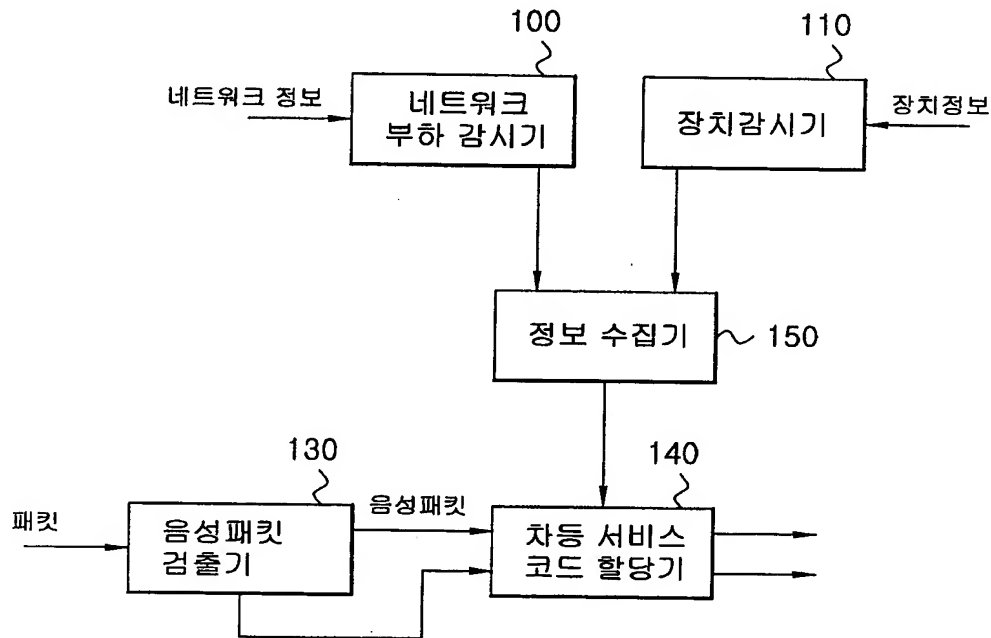 100
110
네트워크 정보
네트워크
부하 감시기
장치감시기
장치정보
정보 수집기
150
130
140
패킷
음성패킷
검출기
음성패킷
차등 서비스
코드 할당기